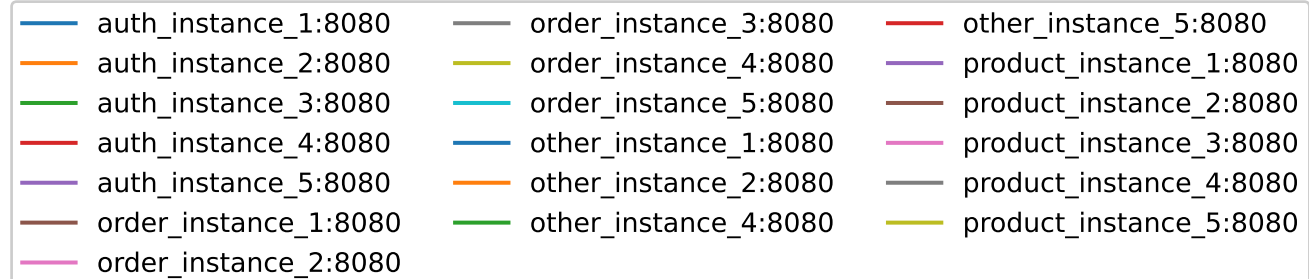 auth_instance_1:8080
auth_instance_2:8080
auth_instance_3:8080
auth_instance_4:8080
auth_instance_5:8080
order_instance_1:8080
order_instance_2:8080
order_instance_3:8080
order_instance_4:8080
order_instance_5:8080
other_instance_1:8080
other_instance_2:8080
other_instance_4:8080
other_instance_5:8080
product_instance_1:8080
product_instance_2:8080
product_instance_3:8080
product_instance_4:8080
product_instance_5:8080